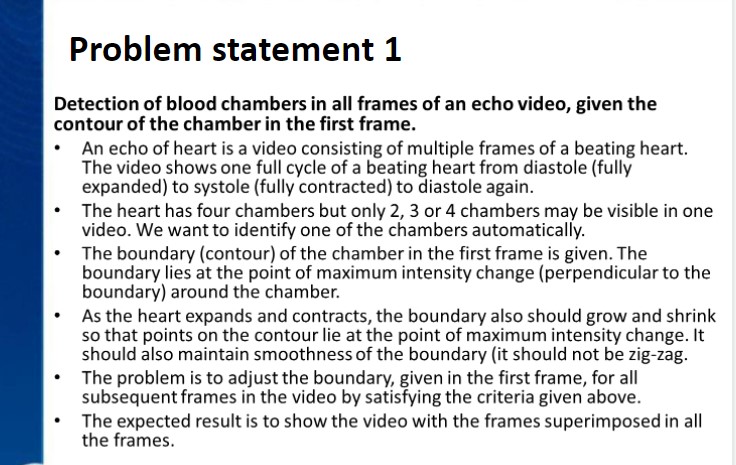 Problem statement 1
Detection of blood chambers in all frames of an echo video, given the
contour of the chamber in the first frame.
• An echo of heart is a video consisting of multiple frames of a beating heart.
The video shows one full cycle of a beating heart from diastole (fully
expanded) to systole (fully contracted) to diastole again.
• The heart has four chambers but only 2, 3 or 4 chambers may be visible in one
video. We want to identify one of the chambers automatically.
• The boundary (contour) of the chamber in the first frame is given. The
boundary lies at the point of maximum intensity change (perpendicular to the
boundary) around the chamber.
• As the heart expands and contracts, the boundary also should grow and shrink
so that points on the contour lie at the point of maximum intensity change. It
should also maintain smoothness of the boundary (it should not be zig-zag.
• The problem is to adjust the boundary, given in the first frame, for all
subsequent frames in the video by satisfying the criteria given above.
• The expected result is to show the video with the frames superimposed in all
the frames.